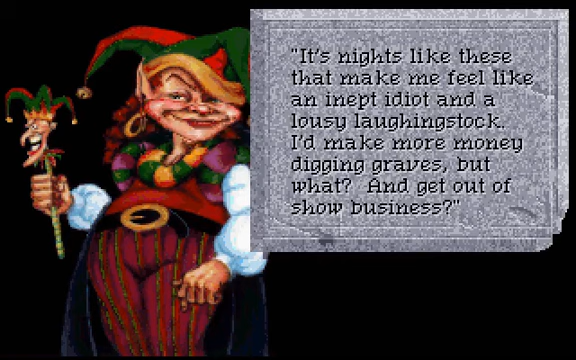 "It's nights like these
that make me feel like
an inept idiot and a
lousy laughingstock.
I'd make more money
digging graves, but
what?  And get out of
show business?"